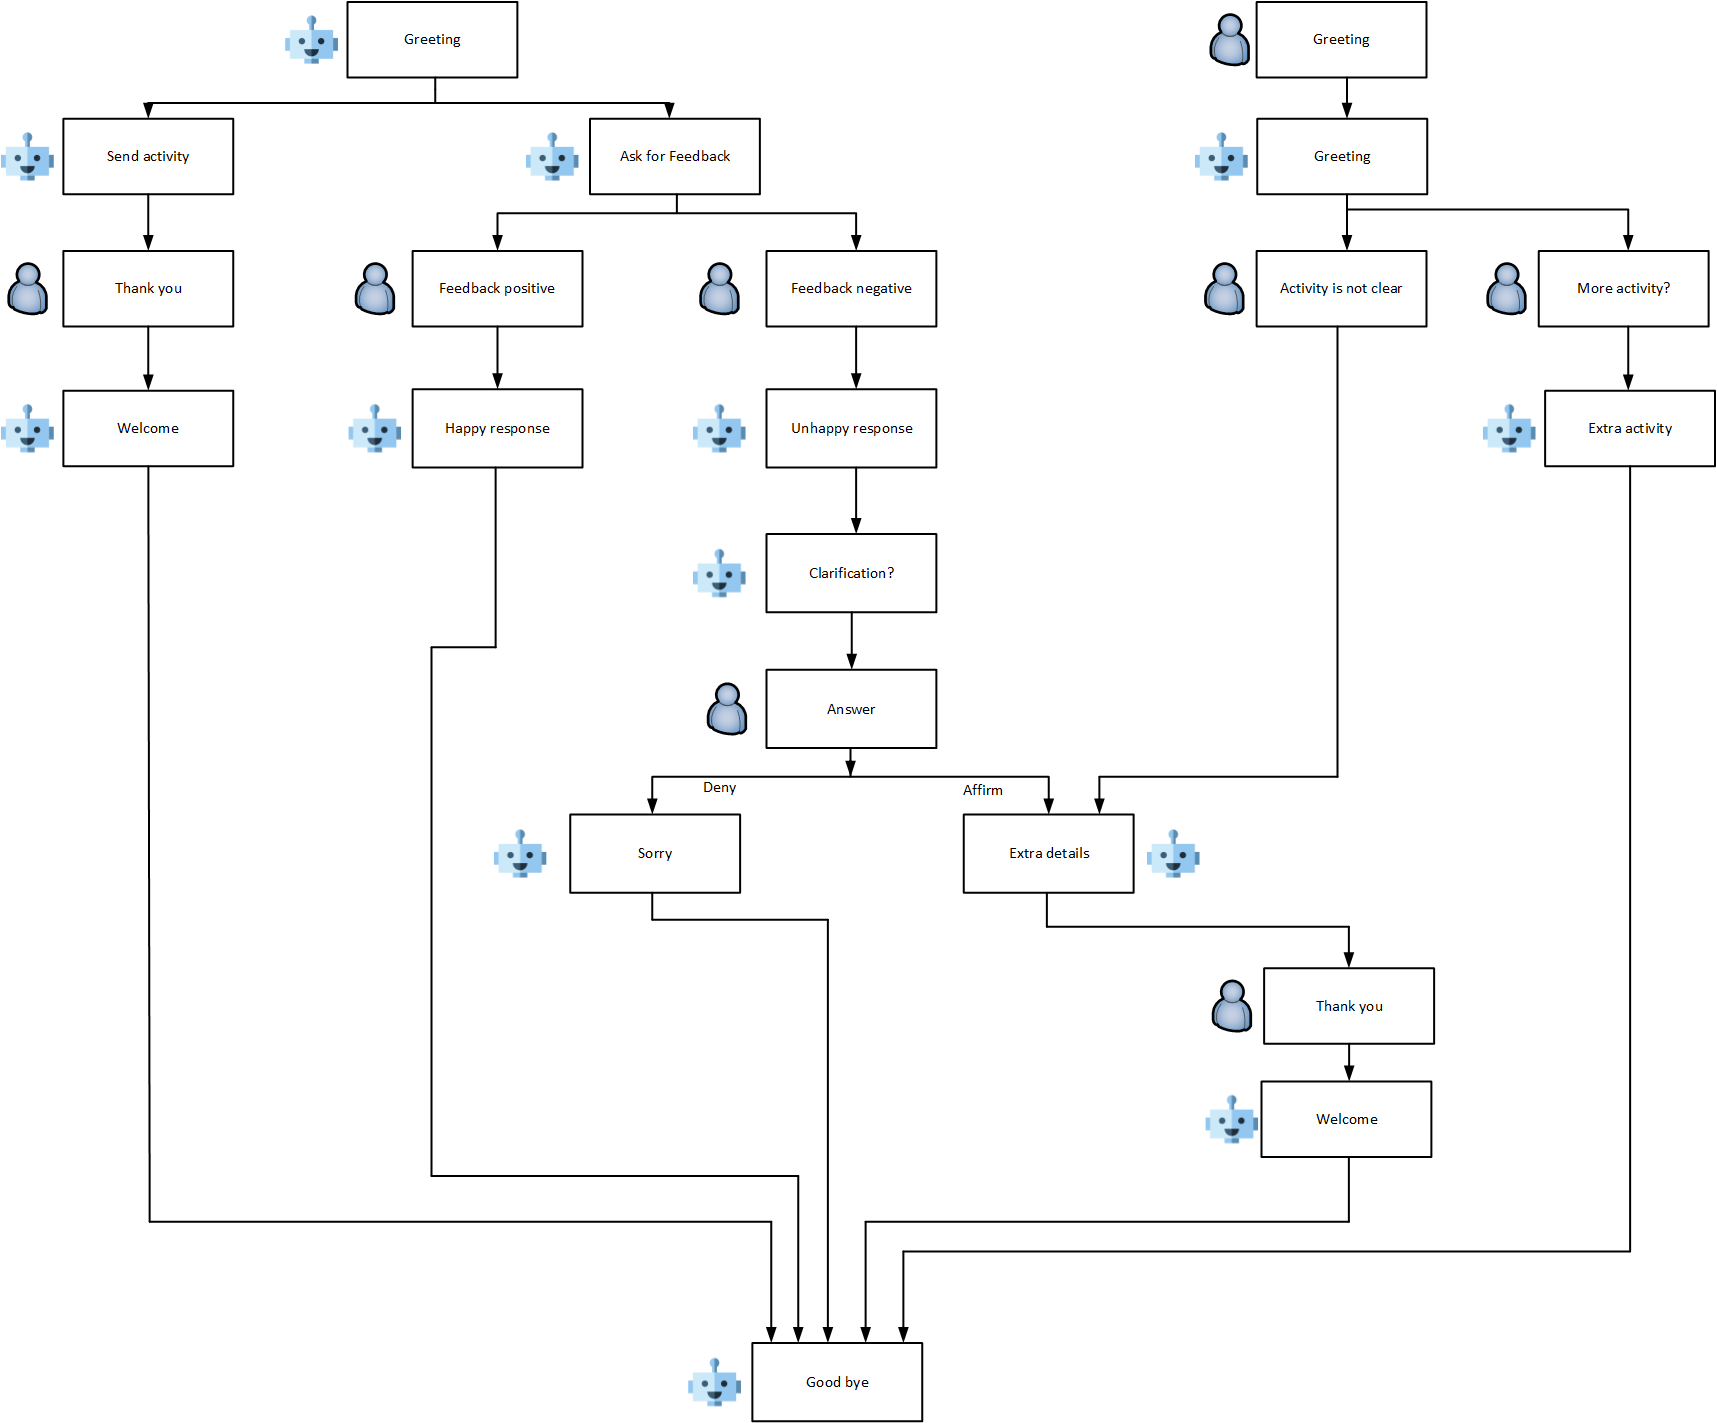 Greeting
Greeting
Send activity
Ask for Feedback
Greeting
Thank you
Feedback positive
Feedback negative
Activity is not clear
More activity?
Welcome
Happy response
Unhappy response
Extra activity
Clarification?
Answer
Deny
Affirm
Sorry
Extra details
Thank you
Welcome
Good bye